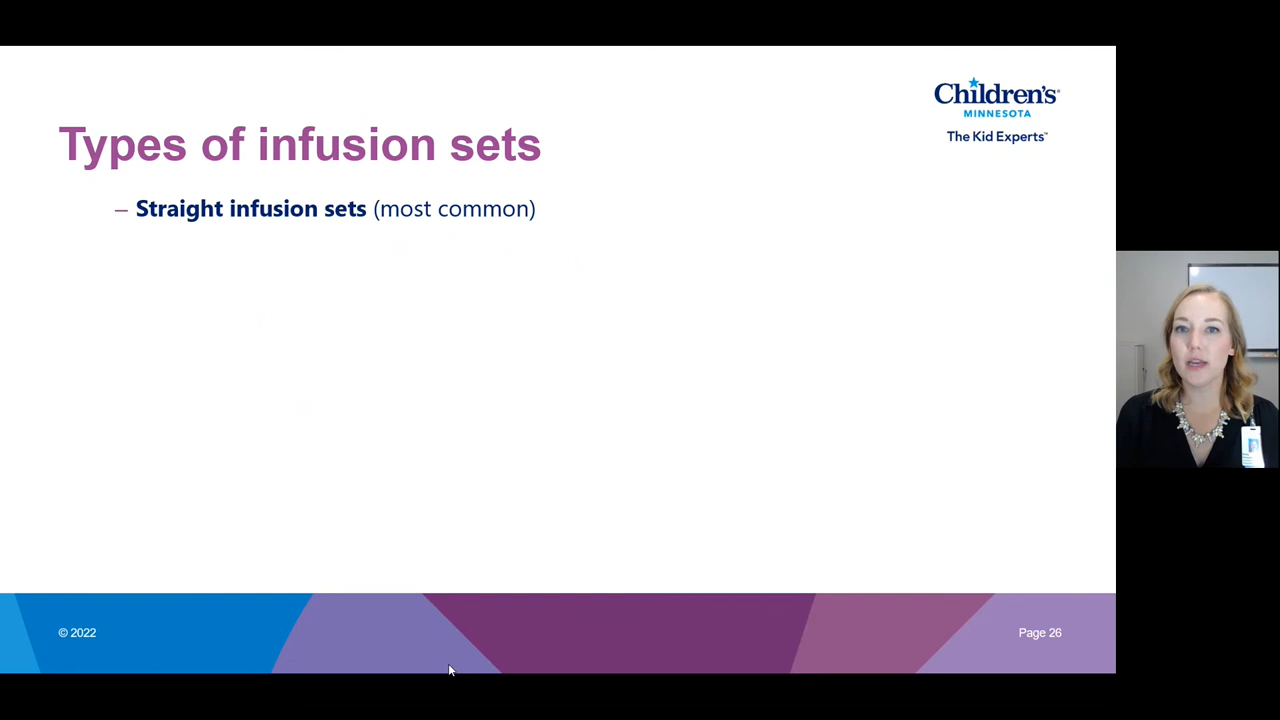 Children's
MINNESOTA
The Kid Experts™
Types of infusion sets
– Straight infusion sets (most common)
© 2022
Page 26